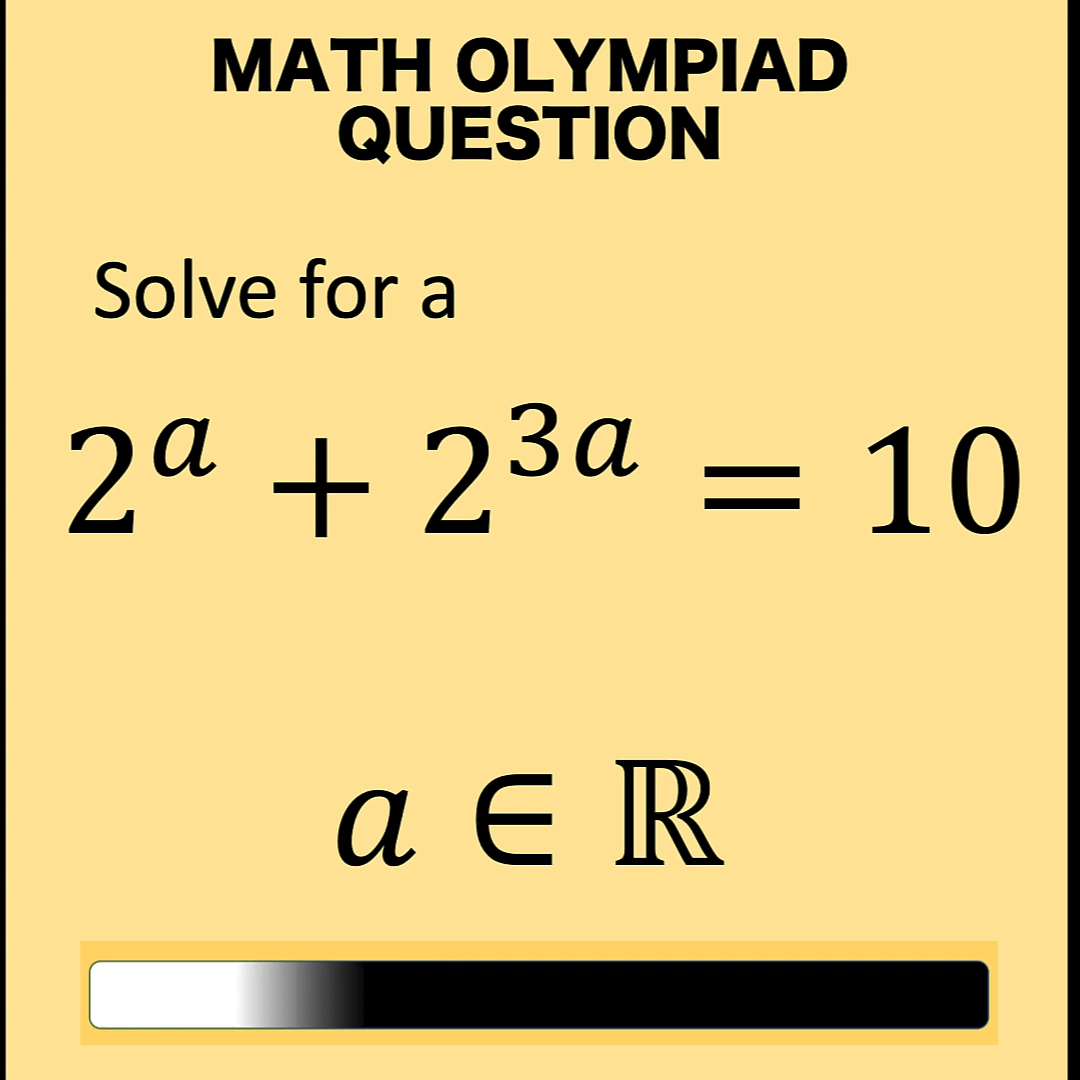 MATH OLYMPIAD
QUESTION
Solve for a
2^a + 2^{3a} = 10
a ∈ ℝ